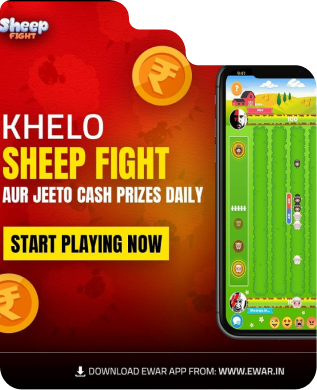 Sheep
FIGHT
KHELO
SHEEP FIGHT
AUR JEETO CASH PRIZES DAILY
START PLAYING NOW
DOWNLOAD EWAR APP FROM: WWW.EWAR.IN